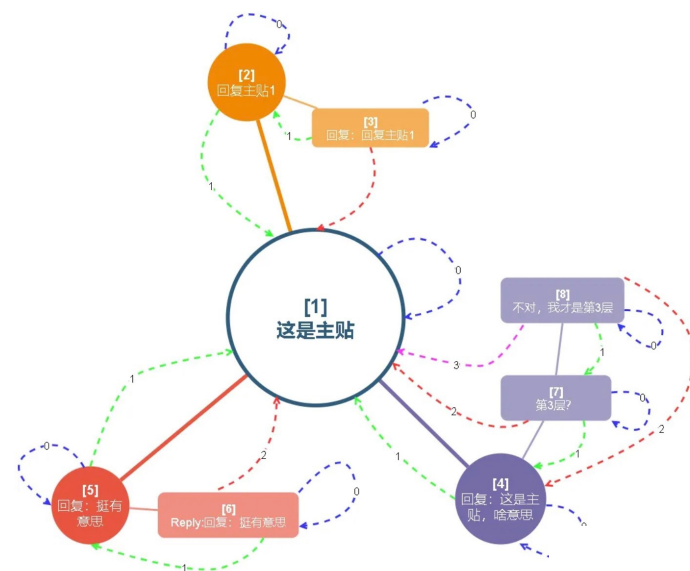 0
[2]
回复主贴1
[3]
回复：回复主贴1
0
1
1
[1]
这是主贴
0
[8]
不对，我才是第3层
0
1
3
[7]
第3层?
0
2
2
1
1
1
[4]
回复：这是主
贴，啥意思
0
0
[5]
回复：挺有
意思
2
[6]
Reply:回复：挺有意思
0
1